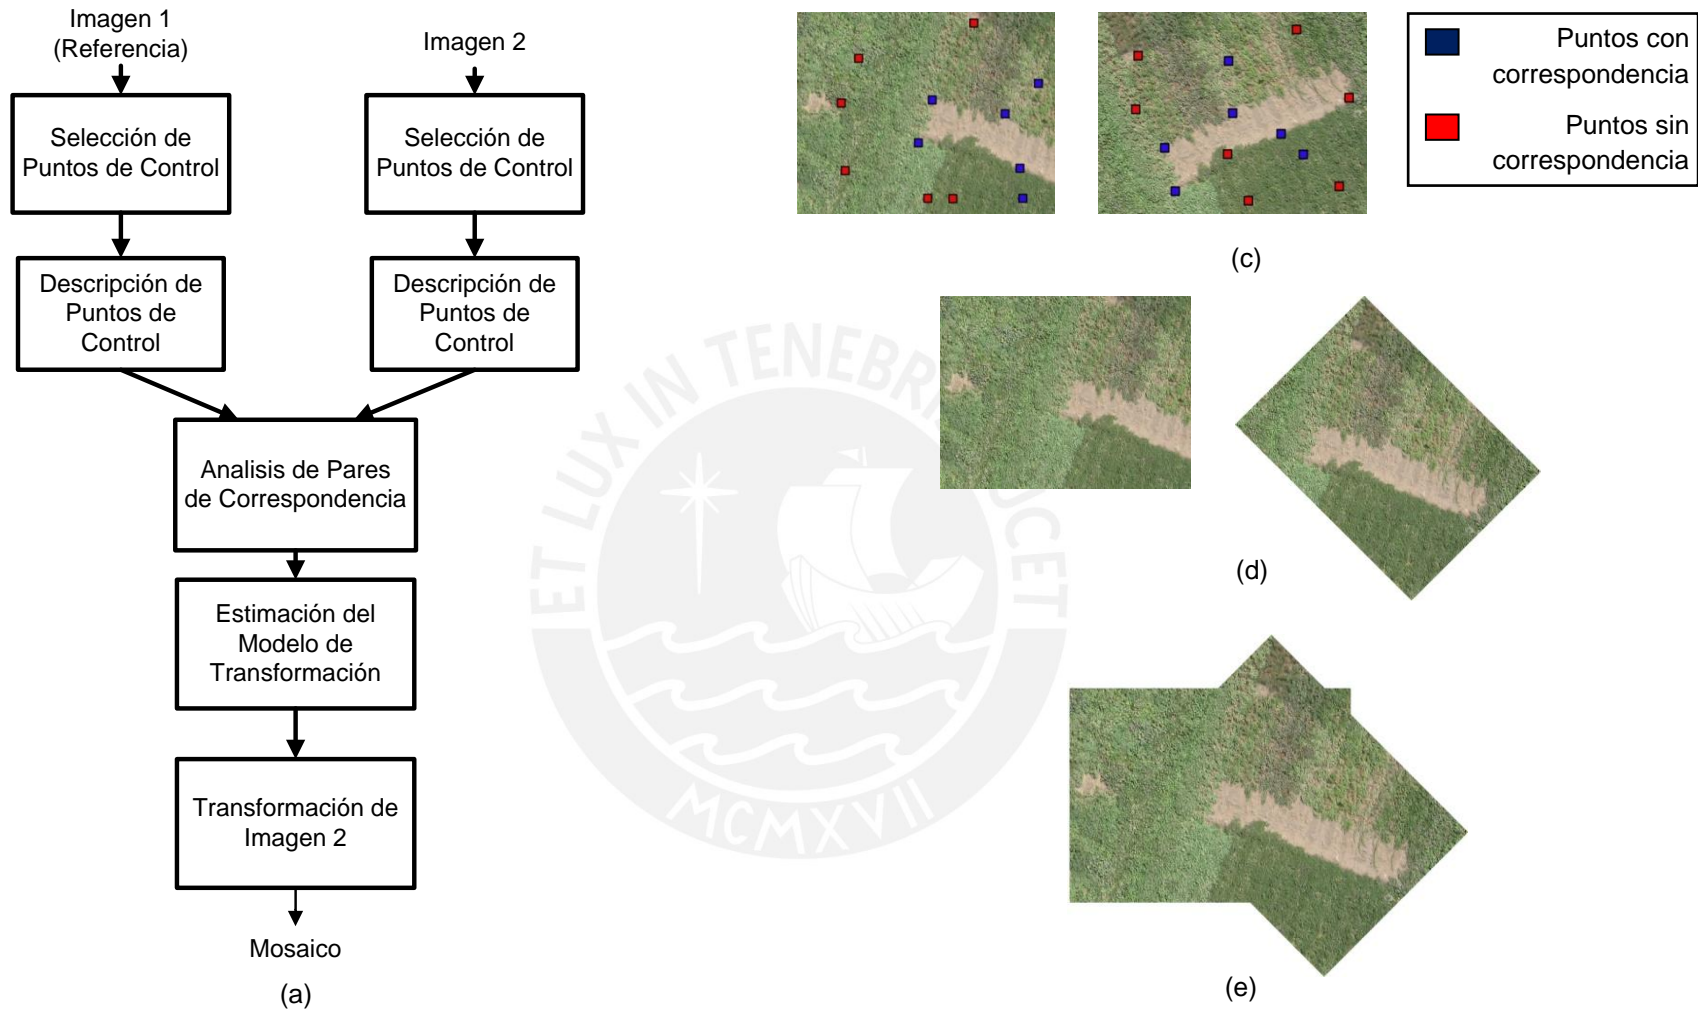 Imagen 1
(Referencia)
Imagen 2
Selección de
Puntos de Control
Selección de
Puntos de Control
Descripción de
Puntos de
Control
Descripción de
Puntos de
Control
Analisis de Pares
de Correspondencia
Estimación del
Modelo de
Transformación
Transformación de
Imagen 2
Mosaico
(a)
Puntos con
correspondencia
Puntos sin
correspondencia
(c)
(d)
(e)
ET LUX IN TENEBRIS LUCET
MCMXVII